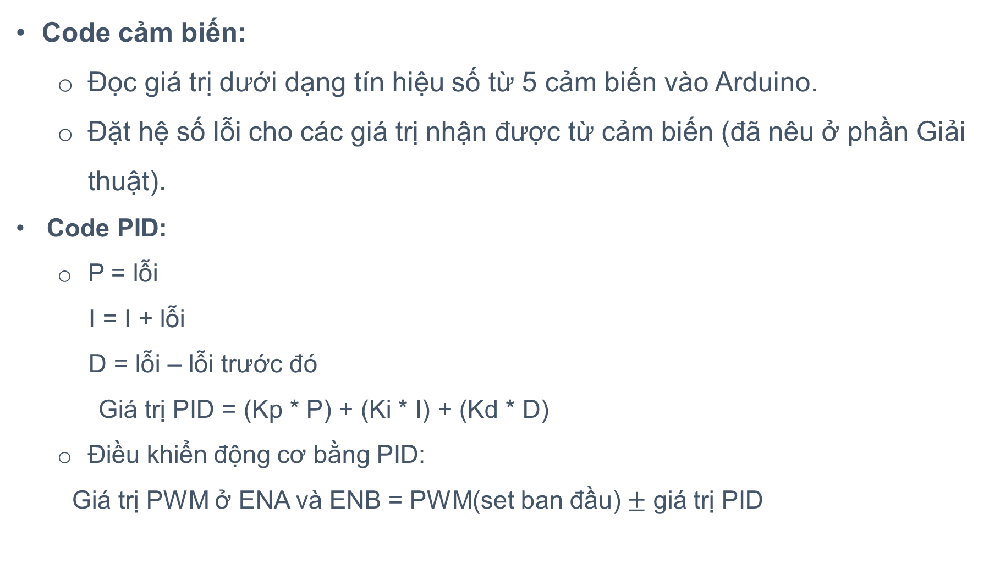 • Code cảm biến:
o Đọc giá trị dưới dạng tín hiệu số từ 5 cảm biến vào Arduino.
o Đặt hệ số lỗi cho các giá trị nhận được từ cảm biến (đã nêu ở phần Giải
thuật).
• Code PID:
o P = lỗi
I = I + lỗi
D = lỗi – lỗi trước đó
Giá trị PID = (Kp * P) + (Ki * I) + (Kd * D)
o Điều khiển động cơ bằng PID:
Giá trị PWM ở ENA và ENB = PWM(set ban đầu) ± giá trị PID